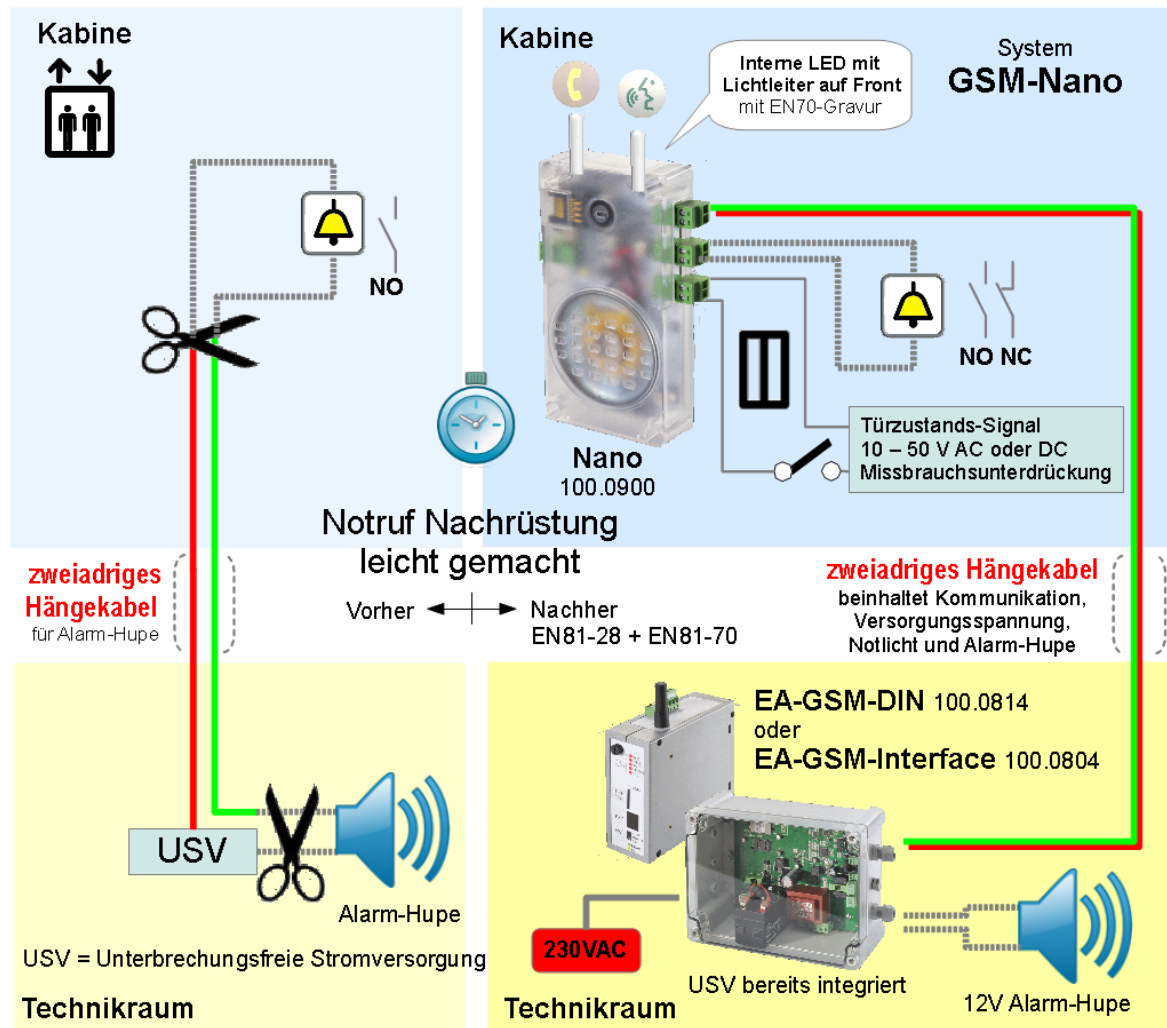 Kabine
NO
Kabine
System
GSM-Nano
Interne LED mit
Lichtleiter auf Front
mit EN70-Gravur
NO NC
Türzustands-Signal
10 – 50 V AC oder DC
Missbrauchsunterdrückung
Nano
100.0900
Notruf Nachrüstung
leicht gemacht
Vorher
Nachher
EN81-28 + EN81-70
zweiadriges
Hängekabel
für Alarm-Hupe
zweiadriges Hängekabel
beinhaltet Kommunikation,
Versorgungsspannung,
Notlicht und Alarm-Hupe
USV
Alarm-Hupe
USV = Unterbrechungsfreie Stromversorgung
Technikraum
EA-GSM-DIN 100.0814
oder
EA-GSM-Interface 100.0804
230VAC
USV bereits integriert
12V Alarm-Hupe
Technikraum